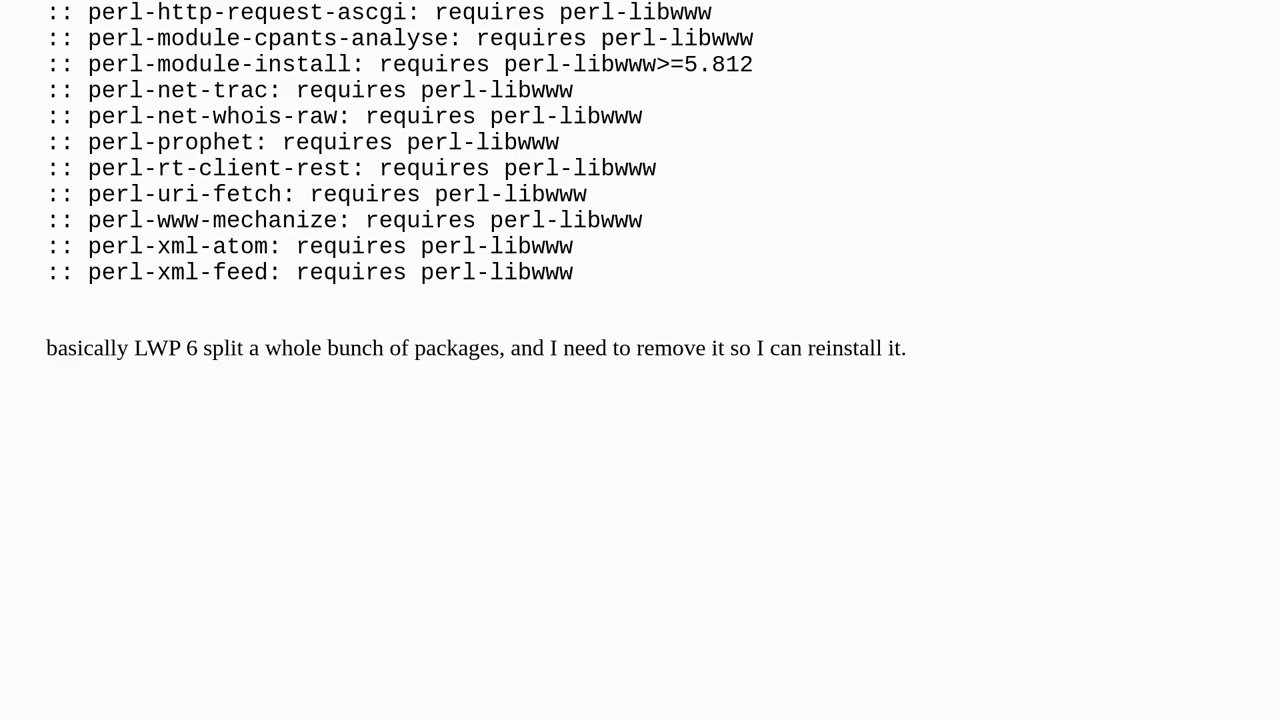 :: perl-http-request-ascgi: requires perl-libwww
:: perl-module-cpants-analyse: requires perl-libwww
:: perl-module-install: requires perl-libwww>=5.812
:: perl-net-trac: requires perl-libwww
:: perl-net-whois-raw: requires perl-libwww
:: perl-prophet: requires perl-libwww
:: perl-rt-client-rest: requires perl-libwww
:: perl-uri-fetch: requires perl-libwww
:: perl-www-mechanize: requires perl-libwww
:: perl-xml-atom: requires perl-libwww
:: perl-xml-feed: requires perl-libwww
basically LWP 6 split a whole bunch of packages, and I need to remove it so I can reinstall it.